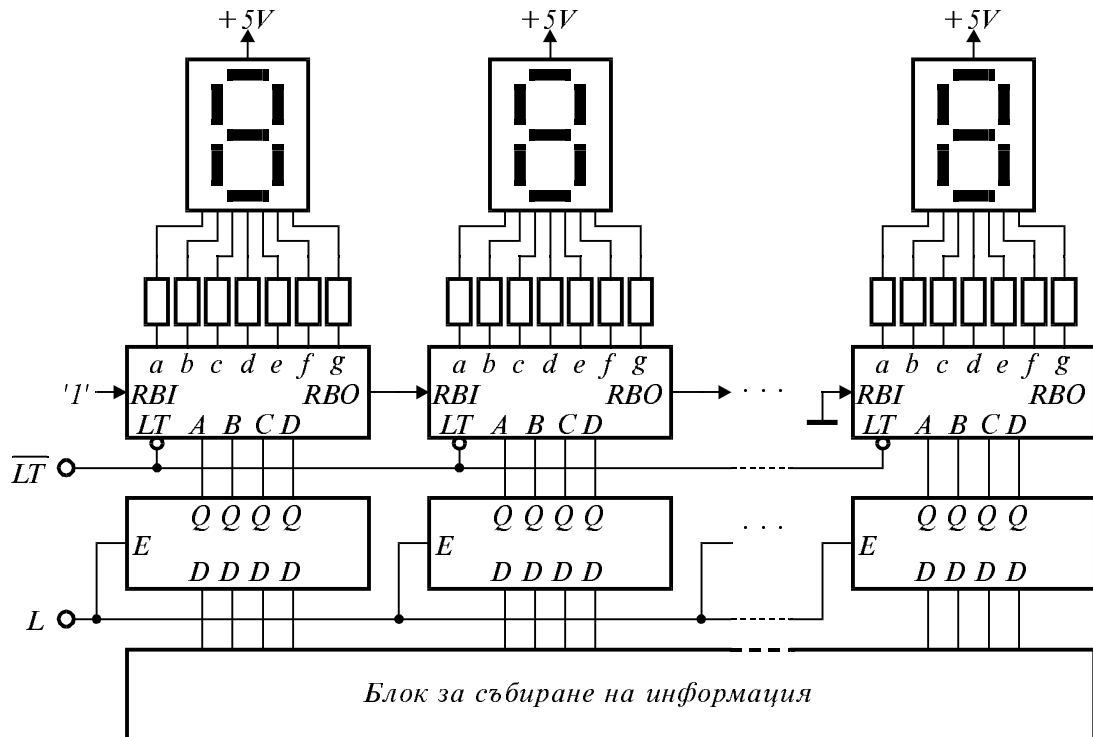 +5V +5V +5V
a b c d e f g a b c d e f g a b c d e f g
'1' RBI RBO RBI RBO . . . RBI RBO
LT A B C D LT A B C D LT A B C D
LT
Q Q Q Q Q Q Q Q . . . Q Q Q Q
E E E
D D D D D D D D D D D D
L
Блок за събиране на информация